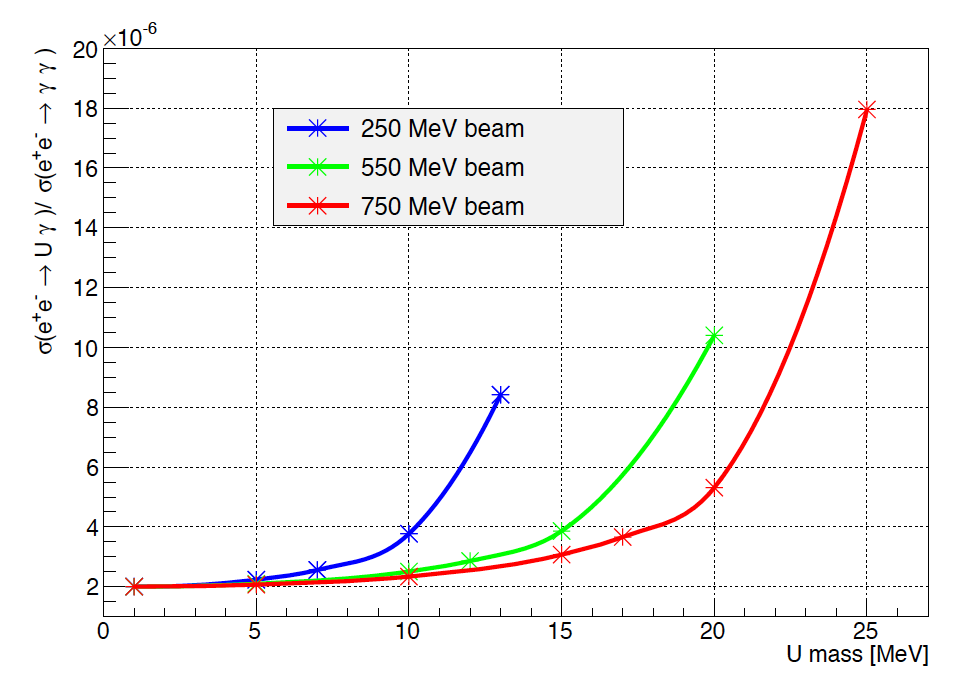 ×10⁻⁶
σ(e⁺e⁻ → U γ )/ σ(e⁺e⁻ → γ γ )
20
18
16
14
12
10
8
6
4
2
250 MeV beam
550 MeV beam
750 MeV beam
0 5 10 15 20 25
U mass [MeV]